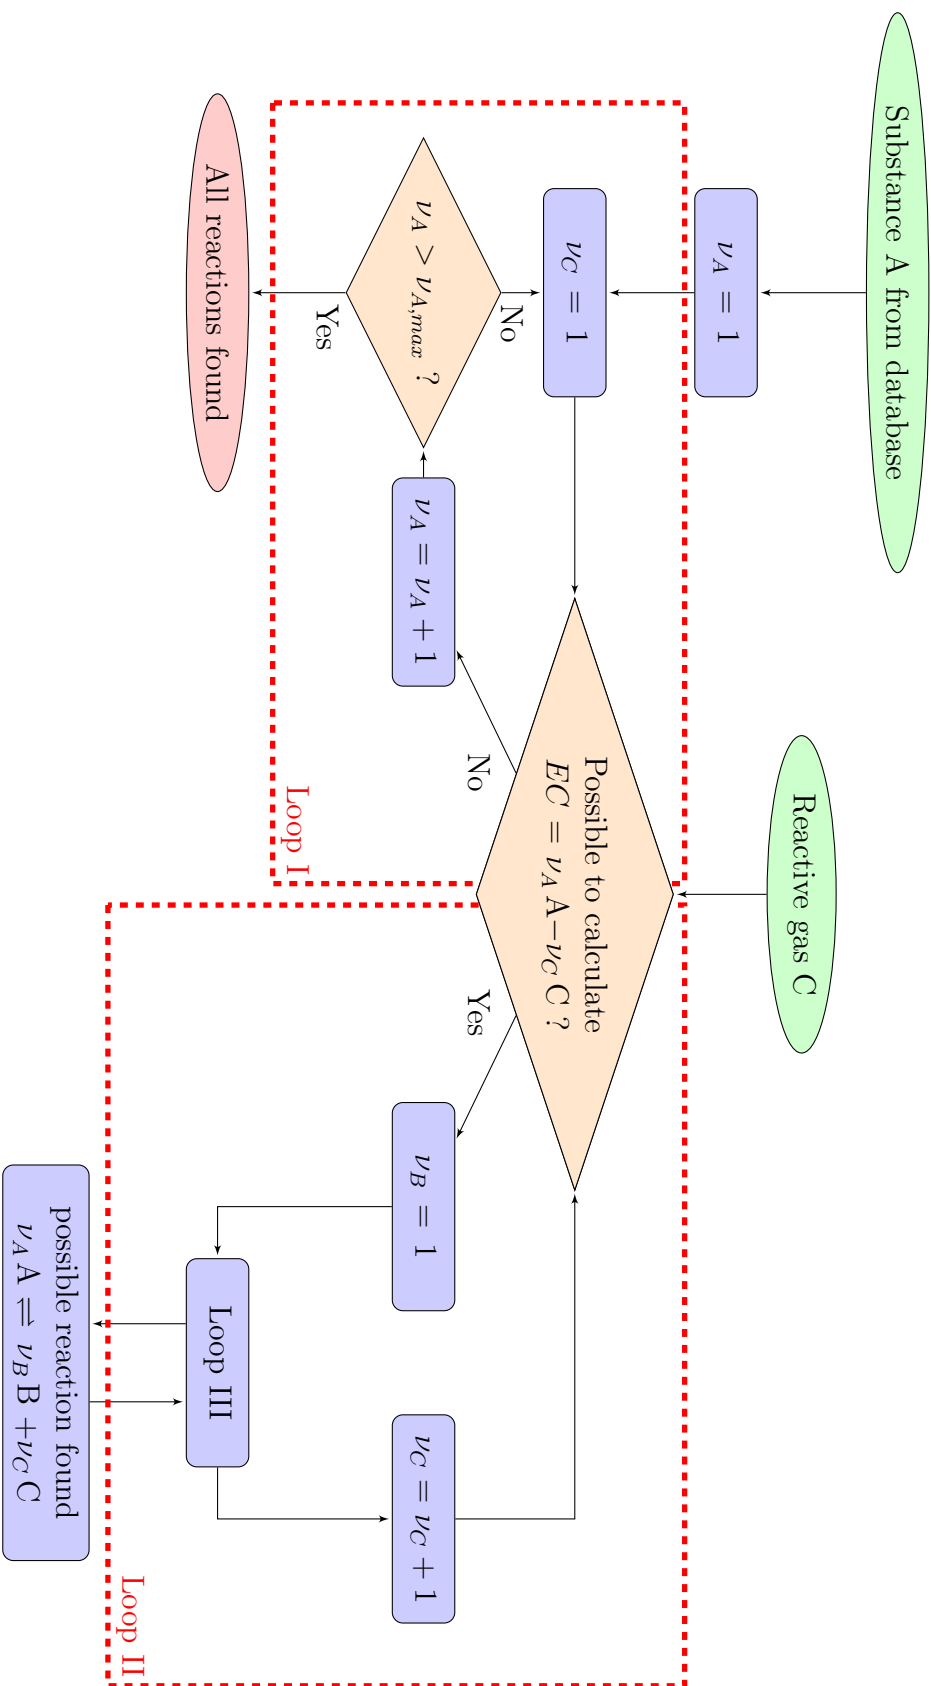 Substance A from database
Reactive gas C
ν_A = 1
ν_C = 1
Possible to calculate
EC = ν_A A−ν_C C ?
No
Yes
ν_A > ν_{A,max} ?
No
Yes
ν_A = ν_A + 1
ν_B = 1
ν_C = ν_C + 1
Loop I
All reactions found
Loop III
Loop II
possible reaction found
ν_A A ⇌ ν_B B +ν_C C